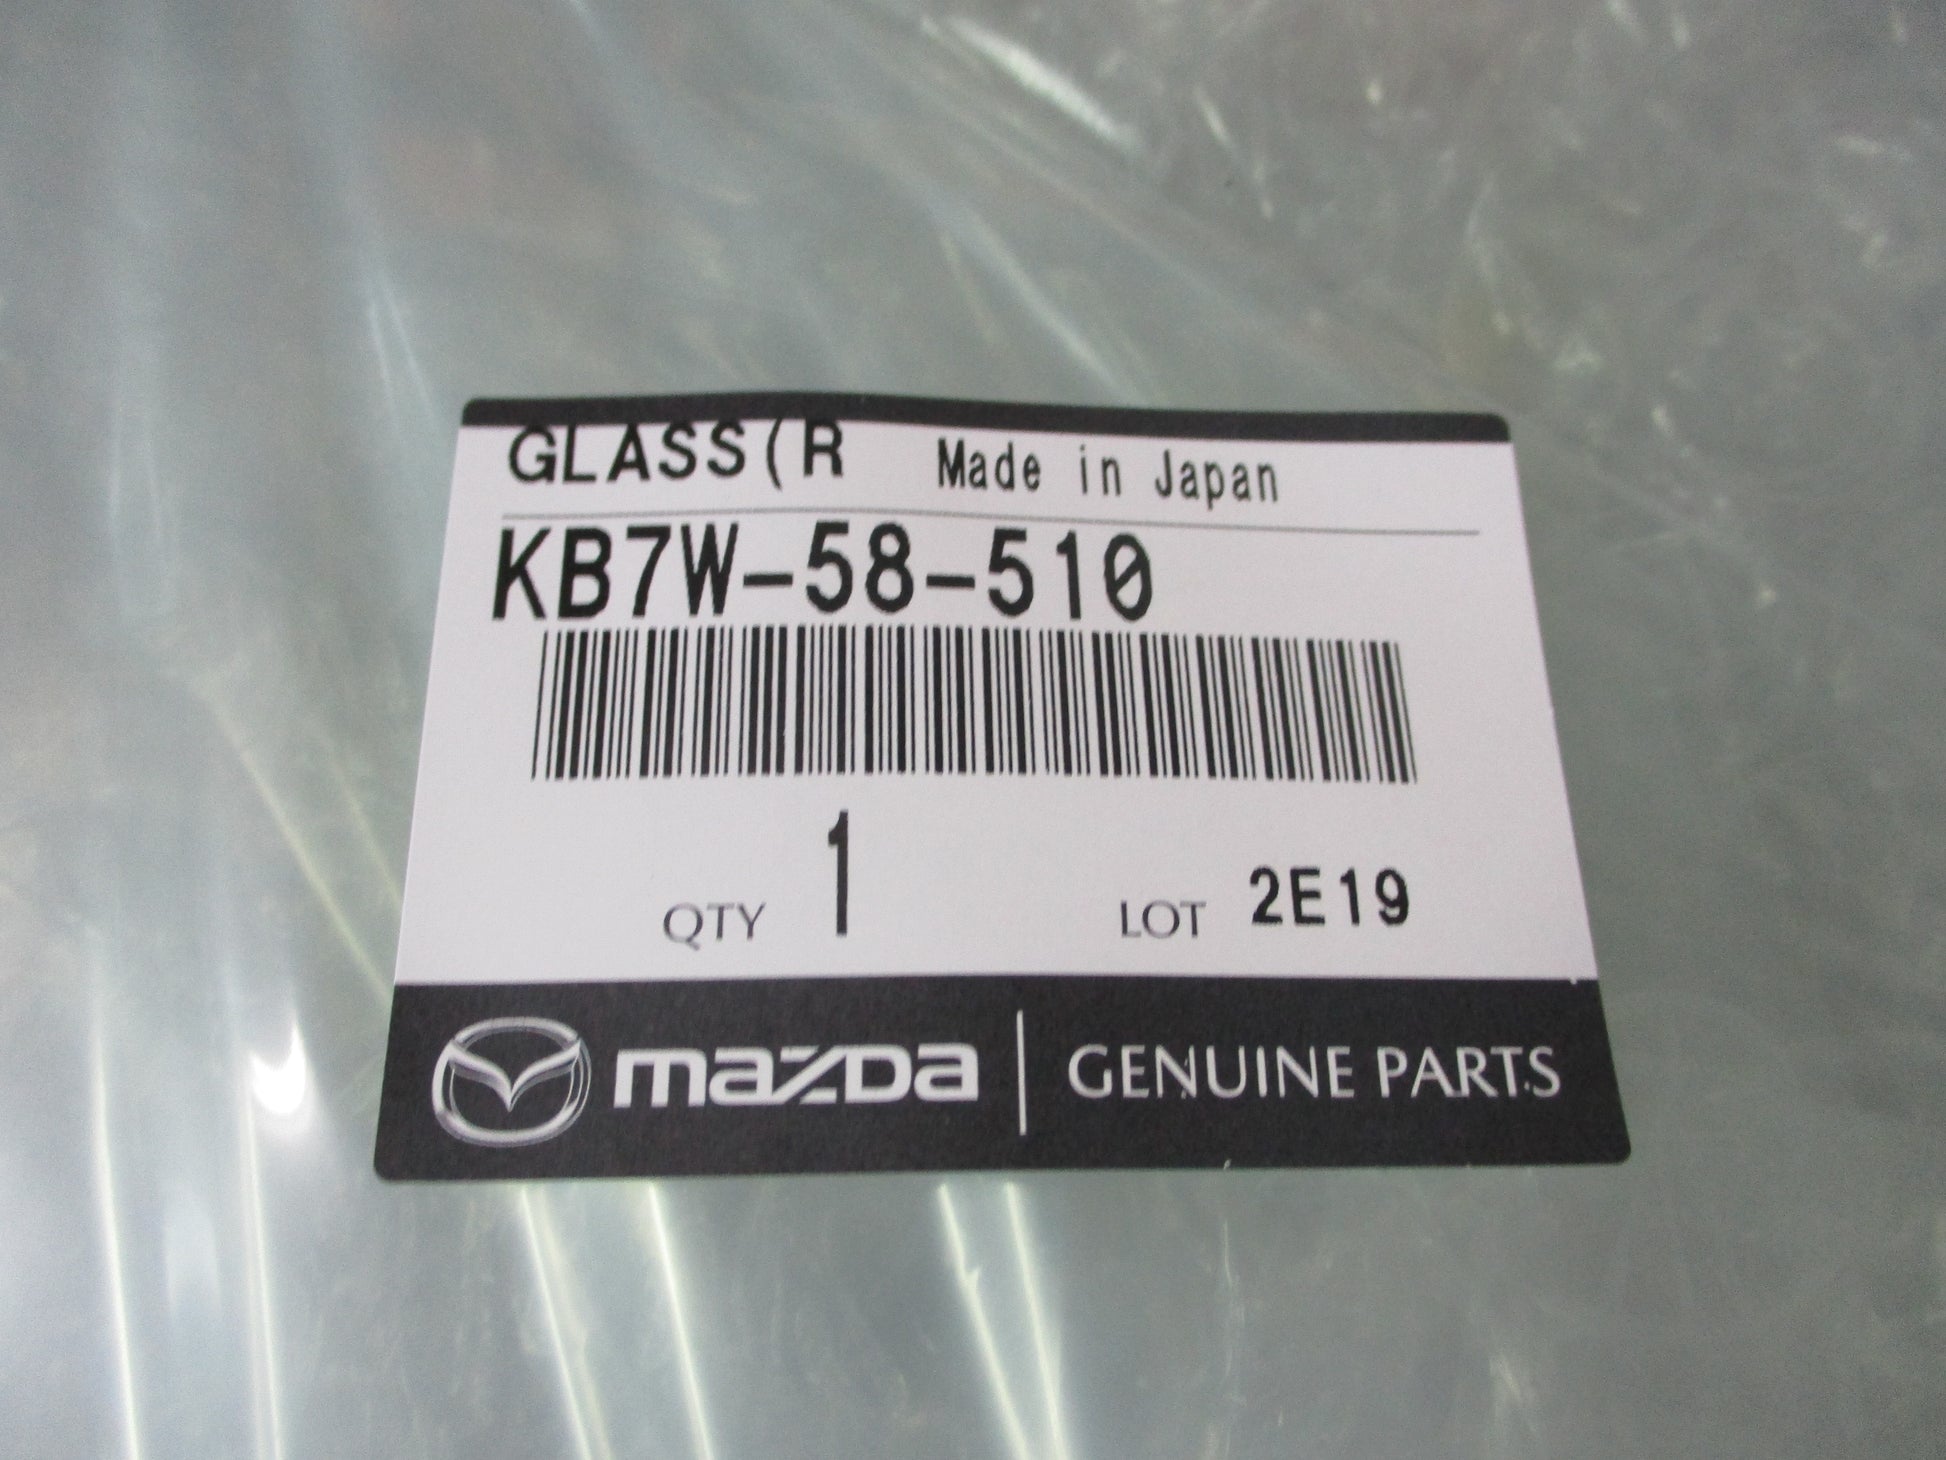 GLASS(R Made in Japan
KB7W-58-510
QTY 1 LOT 2E19
mazda | GENUINE PARTS